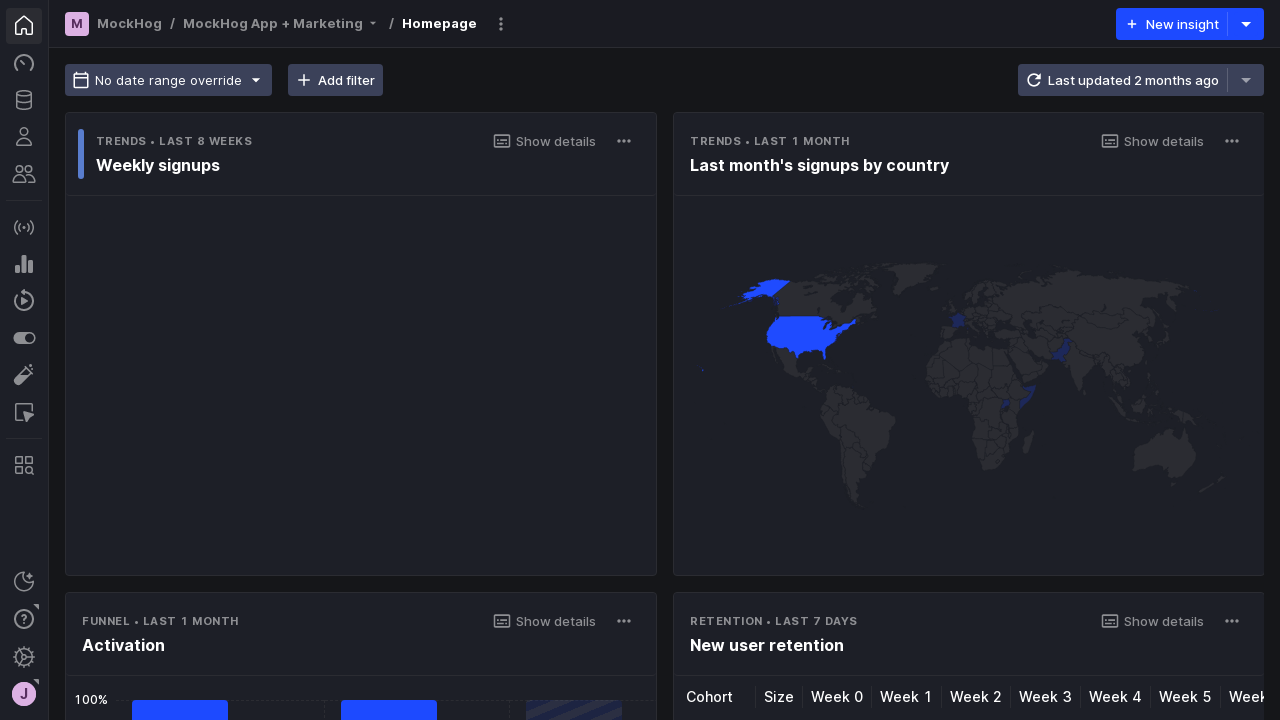 M MockHog / MockHog App + Marketing / Homepage
New insight
No date range override
Add filter
Last updated 2 months ago
TRENDS • LAST 8 WEEKS
Show details
Weekly signups
TRENDS • LAST 1 MONTH
Show details
Last month's signups by country
FUNNEL • LAST 1 MONTH
Show details
Activation
100%
RETENTION • LAST 7 DAYS
Show details
New user retention
Cohort Size Week 0 Week 1 Week 2 Week 3 Week 4 Week 5 Week
J